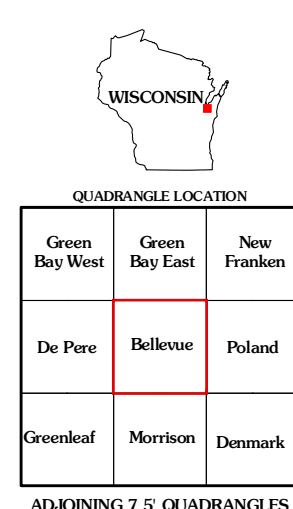 WISCONSIN
QUADRANGLE LOCATION
Green
Bay West
Green
Bay East
New
Franken
De Pere
Bellevue
Poland
Greenleaf
Morrison
Denmark
ADJOINING 7.5' QUADRANGLES